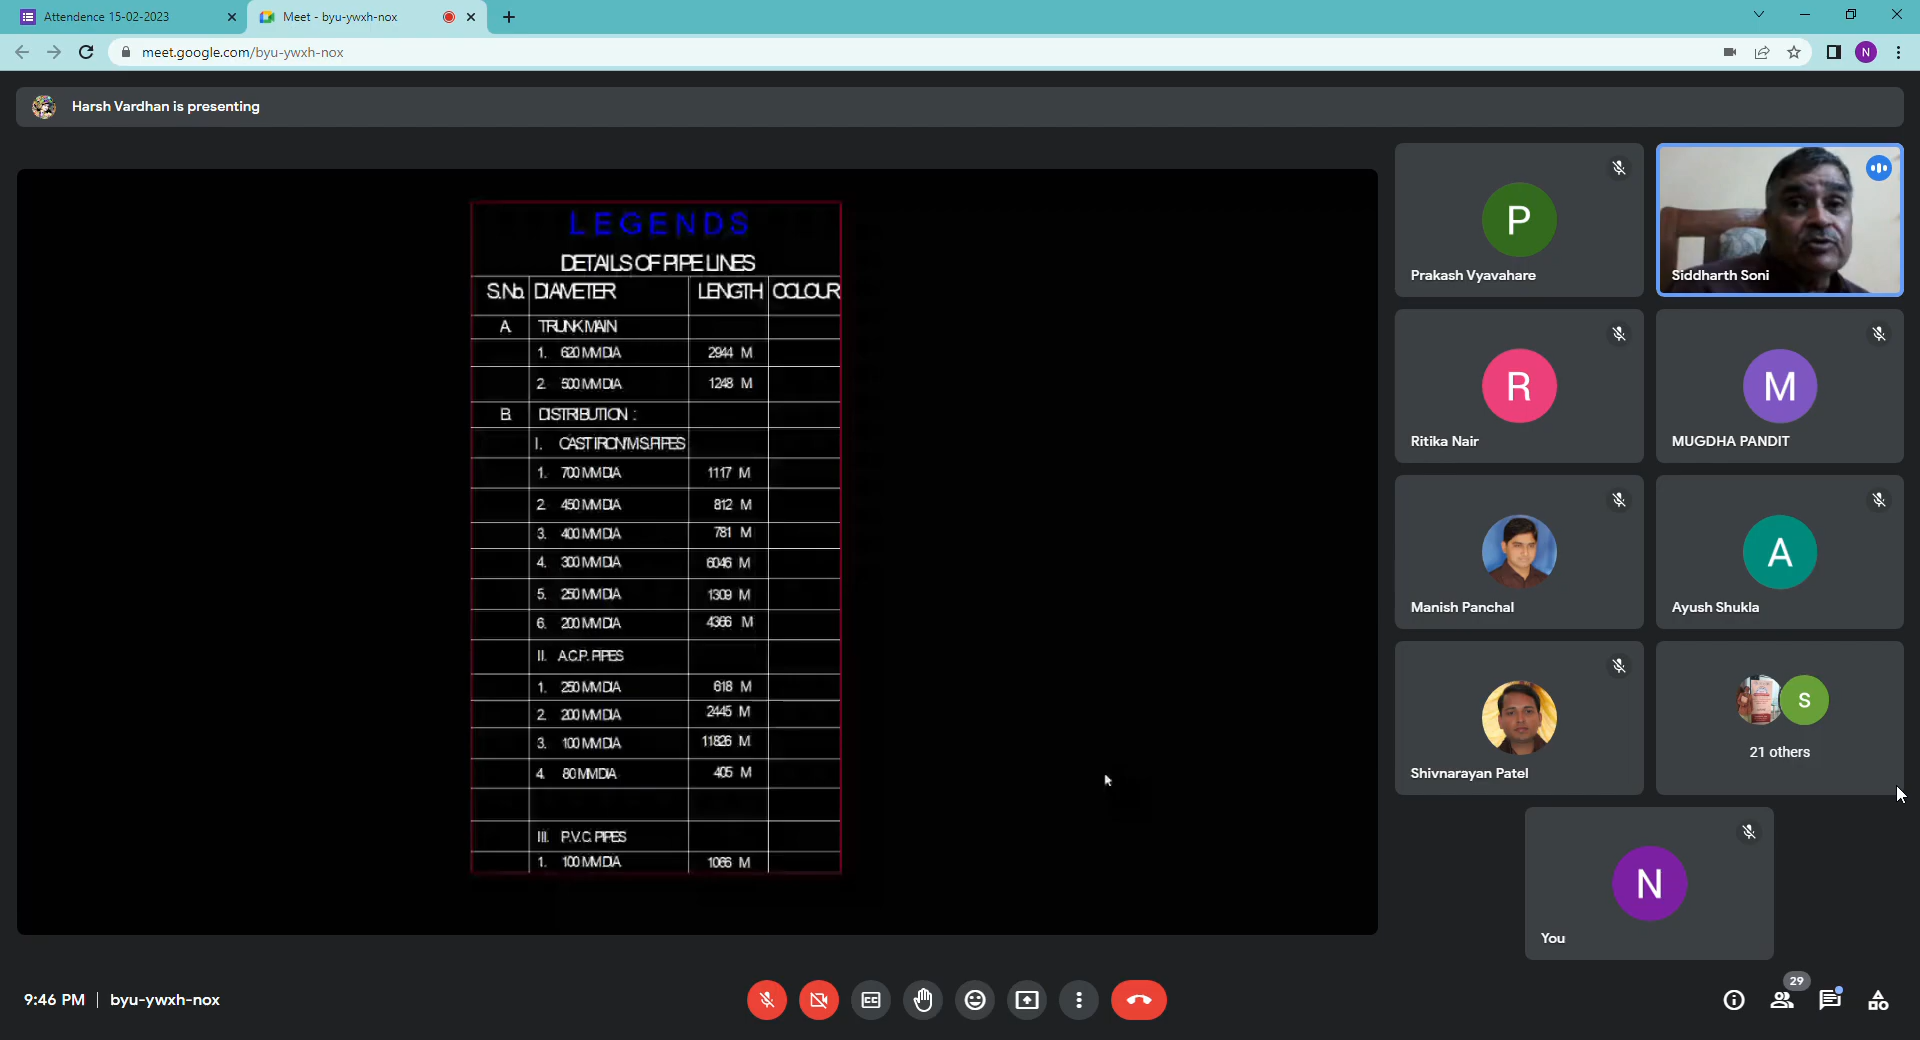 Attendence 15-02-2023
Meet - byu-ywxh-nox
meet.google.com/byu-ywxh-nox
N
Harsh Vardhan is presenting
LEGENDS
DETAILS OF PIPE LINES
S.No. DIAMETER LENGTH COLOUR
A. TRUNK MAIN
1. 620 MM DIA 2944 M
2. 500 MM DIA 1248 M
B. DISTRIBUTION :
I. CAST IRON/M.S.PIPES
1. 700 MM DIA 1117 M
2. 450 MM DIA 812 M
3. 400 MM DIA 781 M
4. 300 MM DIA 6046 M
5. 250 MM DIA 1309 M
6. 200 MM DIA 4366 M
II. A.C.P. PIPES
1. 250 MM DIA 618 M
2. 200 MM DIA 2445 M
3. 100 MM DIA 11826 M
4. 80 MM DIA 405 M
III. P.V.C. PIPES
1. 100 MM DIA 1066 M
P
Prakash Vyavahare
Siddharth Soni
R
Ritika Nair
M
MUGDHA PANDIT
Manish Panchal
A
Ayush Shukla
Shivnarayan Patel
S
21 others
N
You
9:46 PM | byu-ywxh-nox
CC
29